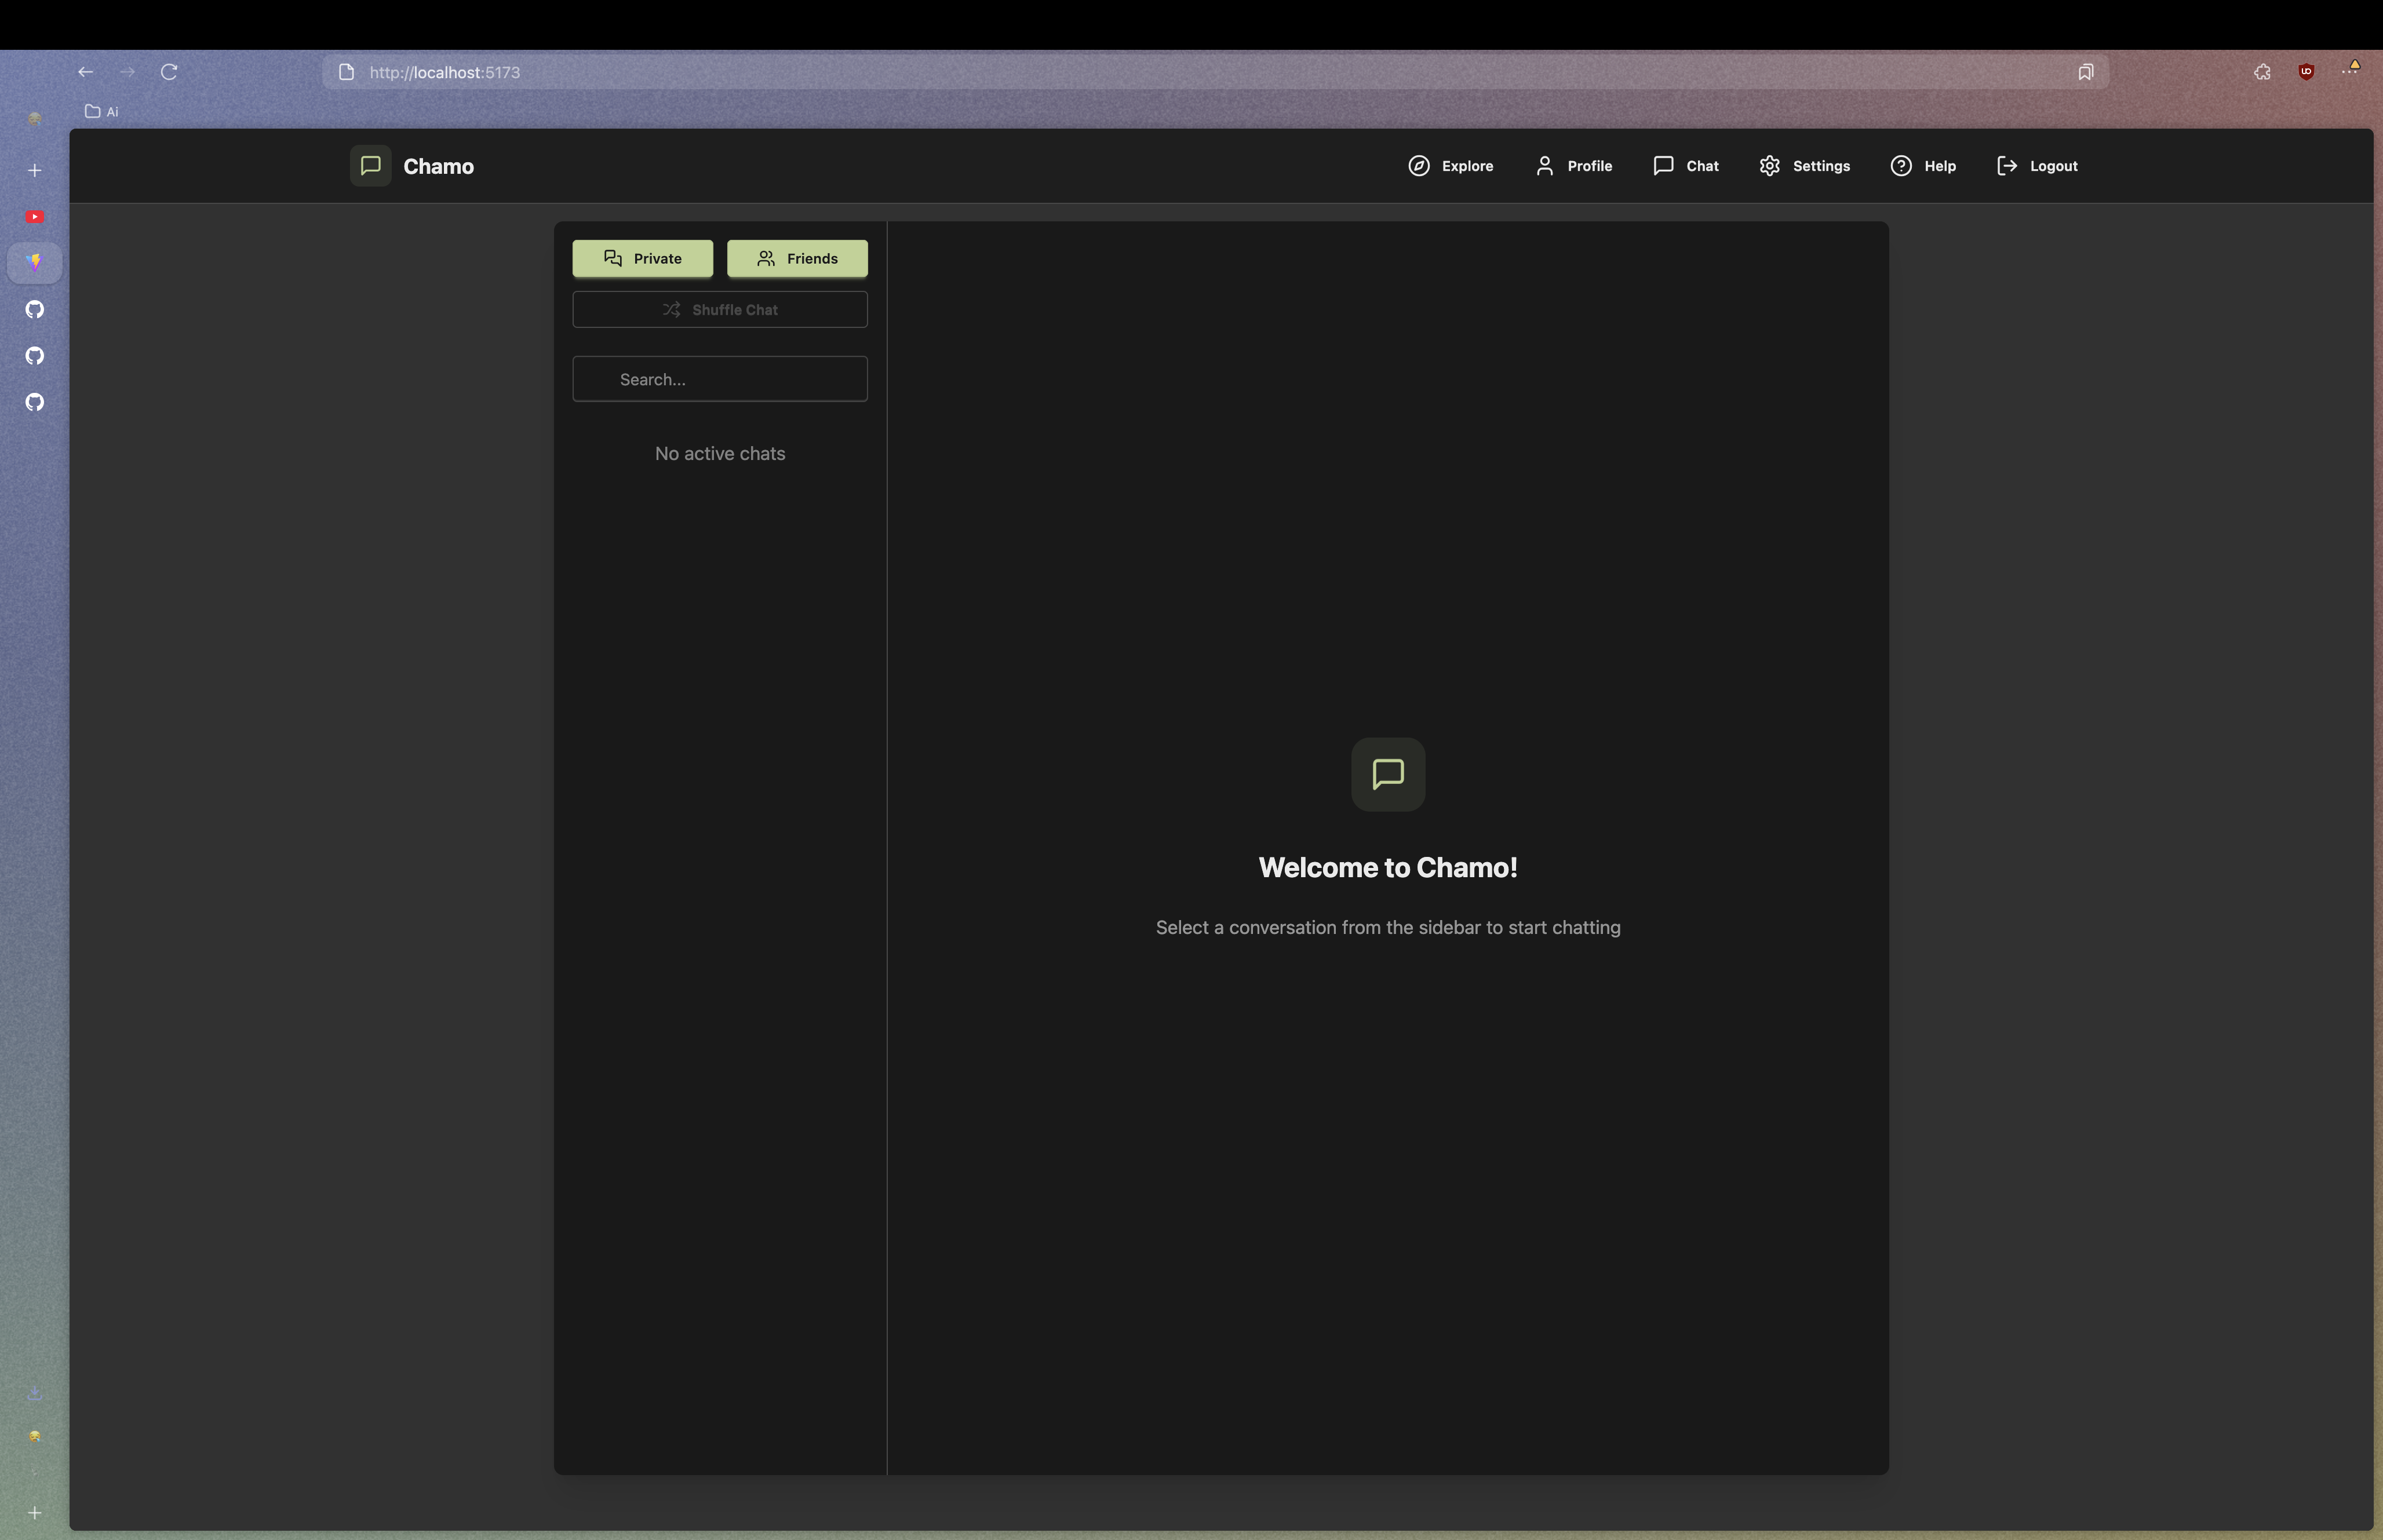 http://localhost:5173
Ai
Chamo
Explore Profile Chat Settings Help Logout
Private Friends
Shuffle Chat
Search...
No active chats
Welcome to Chamo!
Select a conversation from the sidebar to start chatting